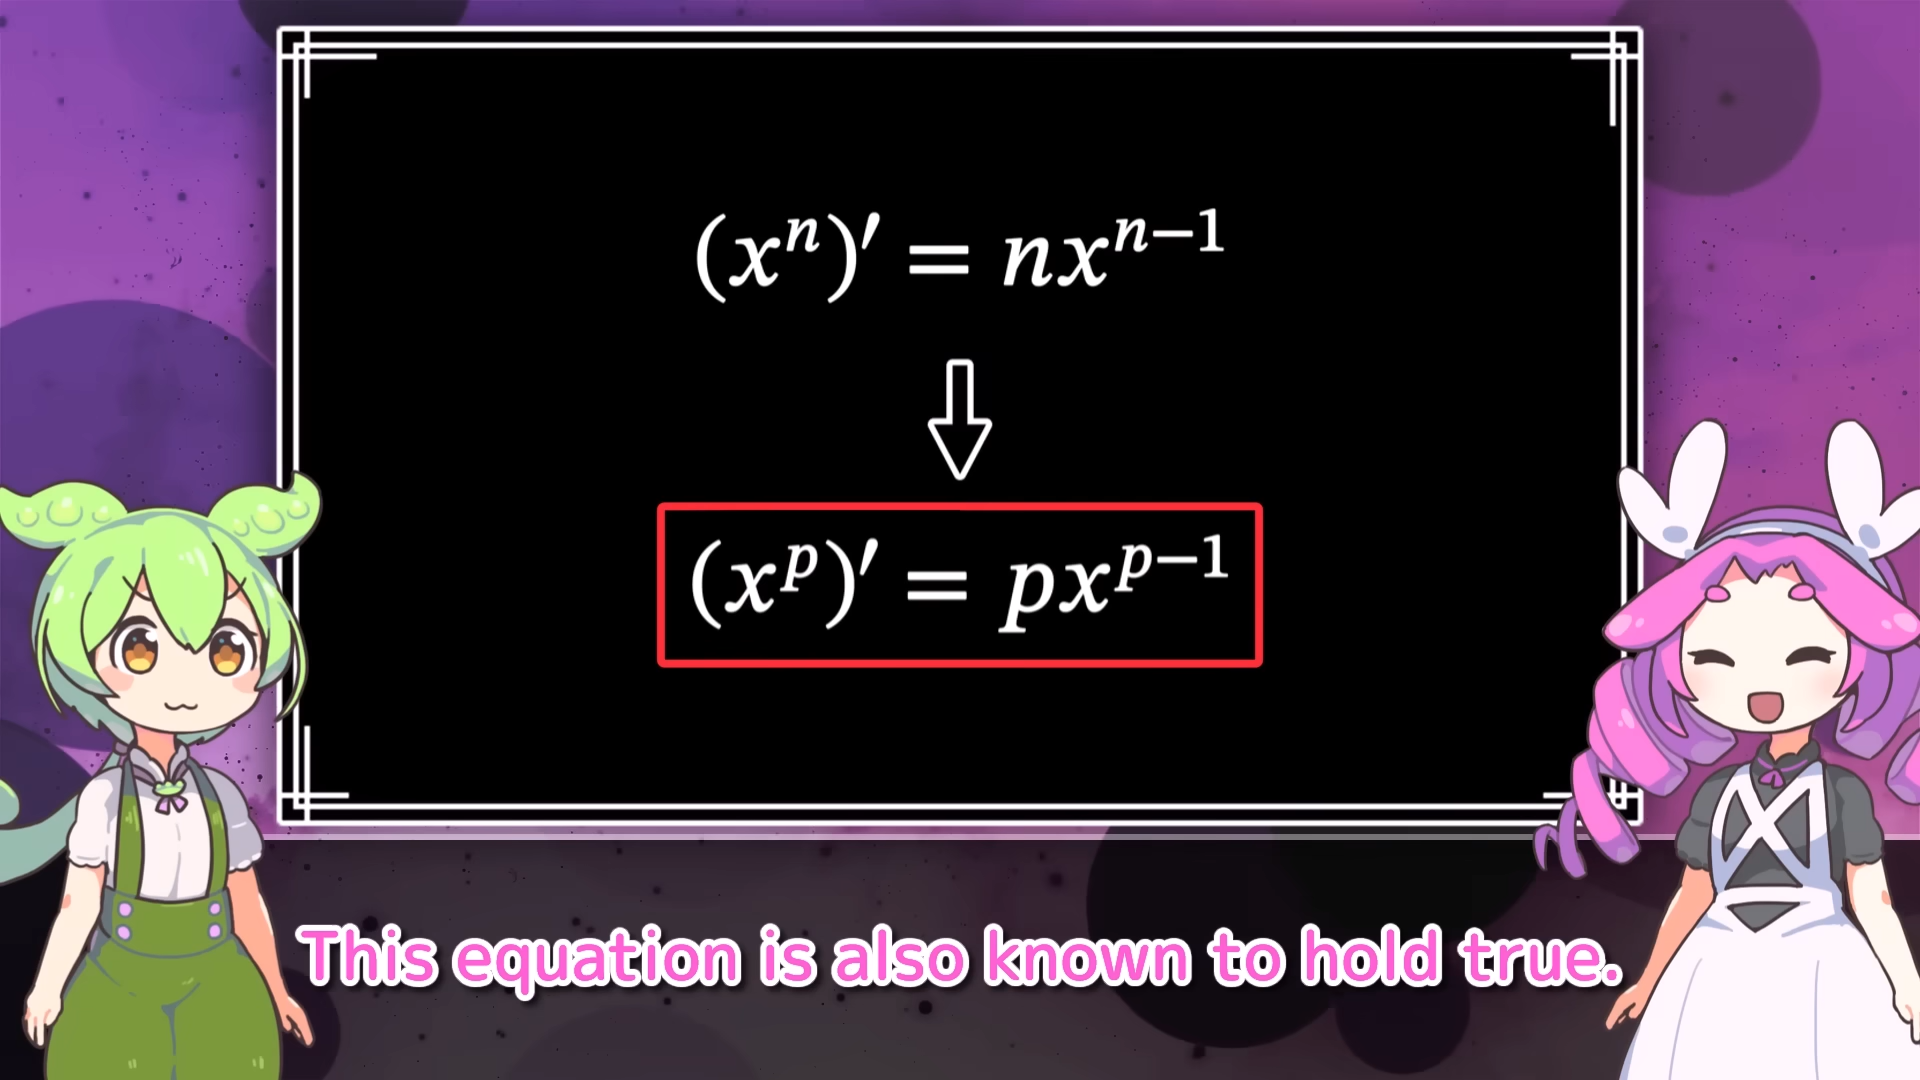 (xⁿ)′ = nxⁿ⁻¹
(xᵖ)′ = pxᵖ⁻¹
This equation is also known to hold true.